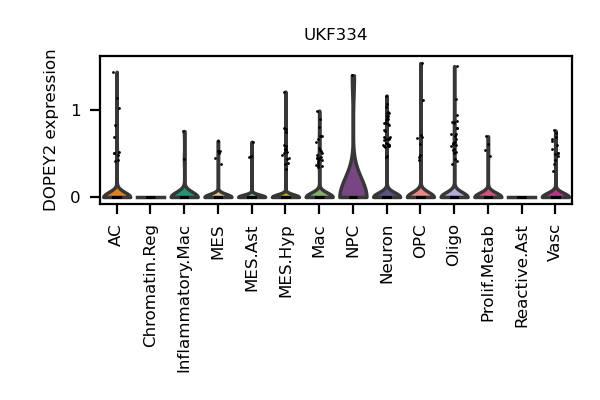 UKF334
DOPEY2 expression
1
0
AC
Chromatin.Reg
Inflammatory.Mac
MES
MES.Ast
MES.Hyp
Mac
NPC
Neuron
OPC
Oligo
Prolif.Metab
Reactive.Ast
Vasc